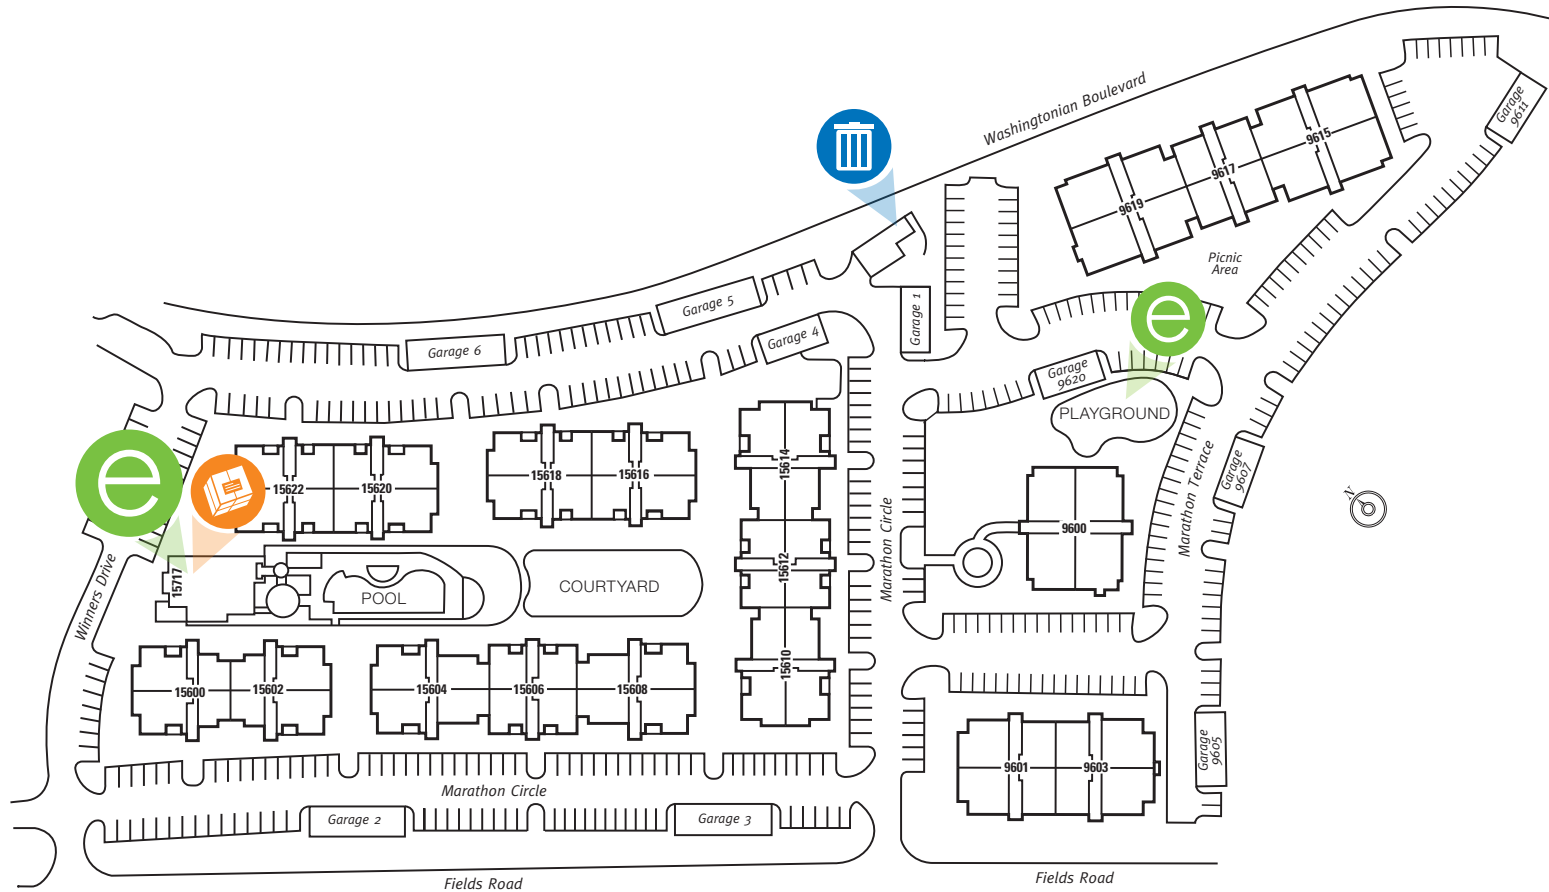 Washingtonian Boulevard
Garage
9611
9615
9617
9619
Picnic
Area
e
Garage 1
Garage 5
Garage 4
Garage 6
Garage
9620
PLAYGROUND
Marathon Terrace
Garage
9607
N
e
15622
15620
15618
15616
15614
15612
15610
Marathon Circle
9600
15717
POOL
COURTYARD
Winners Drive
15600
15602
15604
15606
15608
Garage
9605
9601
9603
Marathon Circle
Garage 2
Garage 3
Fields Road
Fields Road